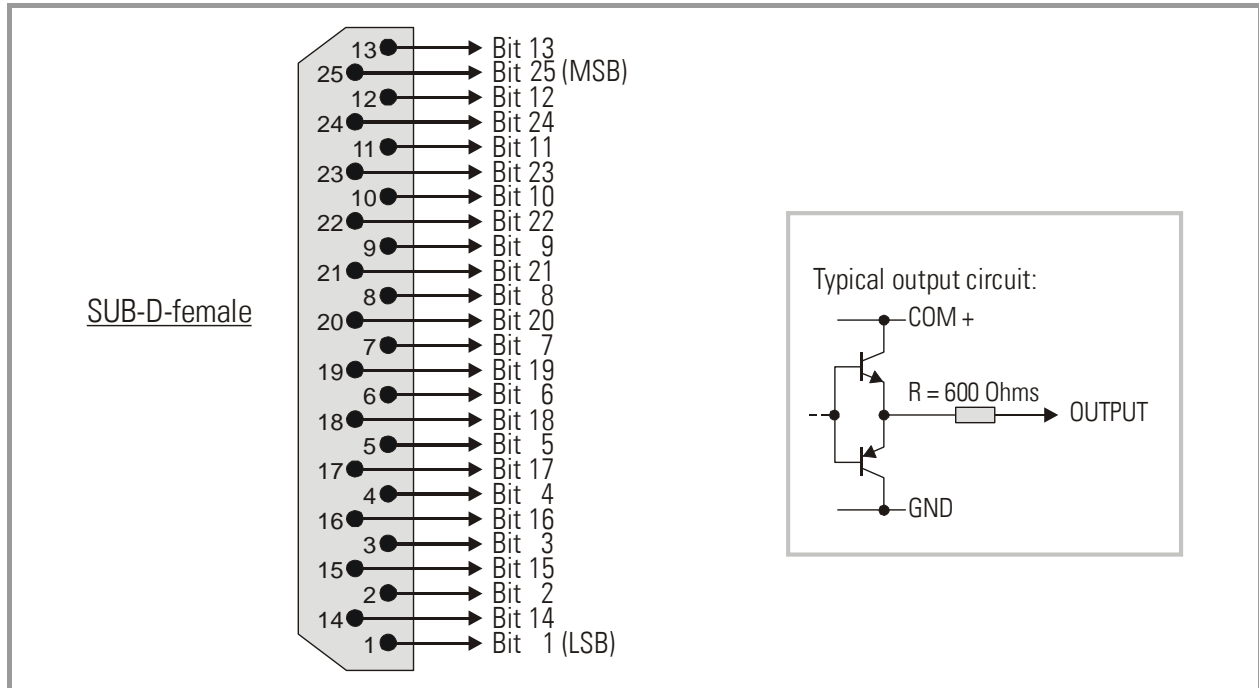 SUB-D-female
13 Bit 13
25 Bit 25 (MSB)
12 Bit 12
24 Bit 24
11 Bit 11
23 Bit 23
10 Bit 10
22 Bit 22
9 Bit 9
21 Bit 21
8 Bit 8
20 Bit 20
7 Bit 7
19 Bit 19
6 Bit 6
18 Bit 18
5 Bit 5
17 Bit 17
4 Bit 4
16 Bit 16
3 Bit 3
15 Bit 15
2 Bit 2
14 Bit 14
1 Bit 1 (LSB)
Typical output circuit:
COM +
R = 600 Ohms
OUTPUT
GND